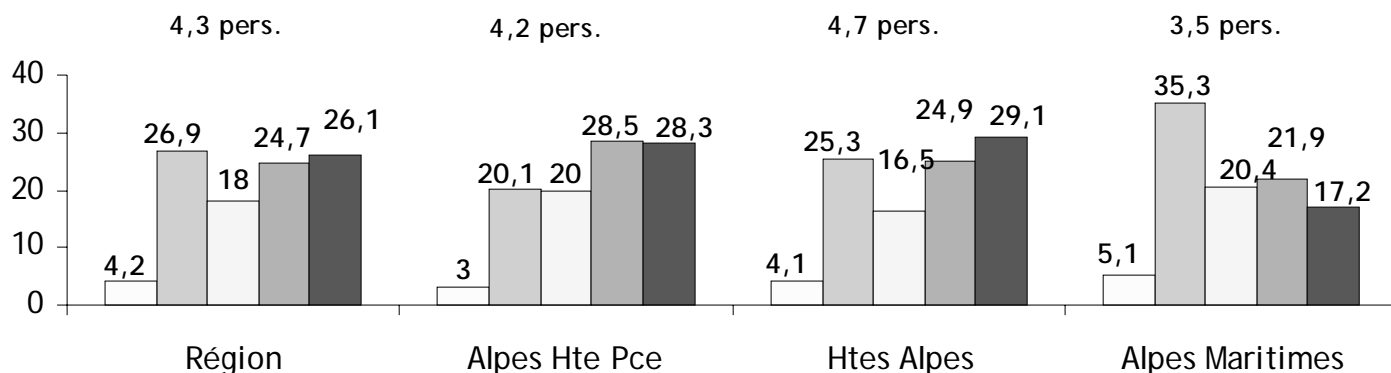 4,3 pers. 4,2 pers. 4,7 pers. 3,5 pers.
40
30
20
10
0
4,2 26,9 18 24,7 26,1
3 20,1 20 28,5 28,3
4,1 25,3 16,5 24,9 29,1
5,1 35,3 20,4 21,9 17,2
Région Alpes Hte Pce Htes Alpes Alpes Maritimes